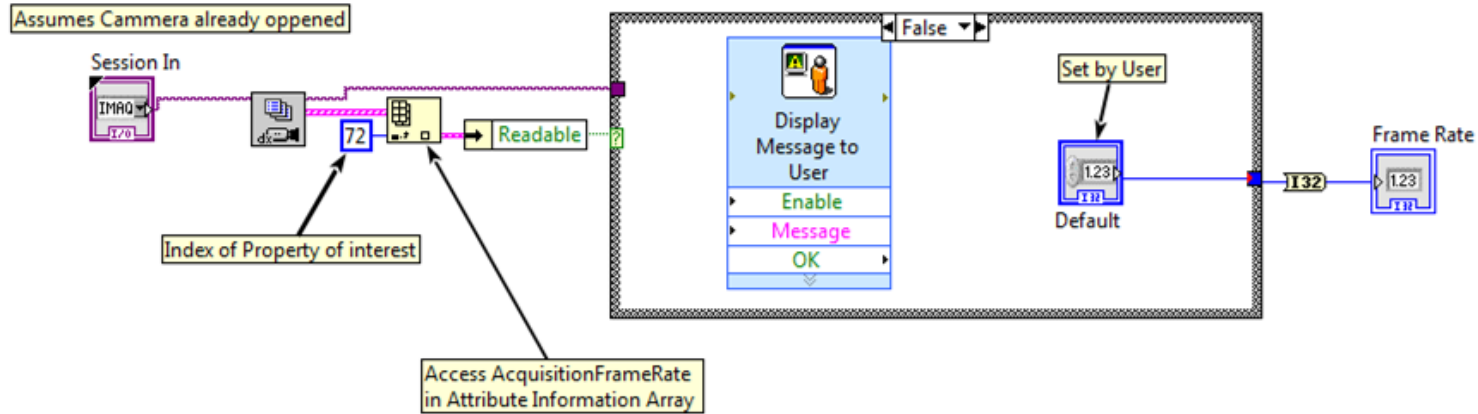 Assumes Cammera already oppened
Session In
IMAQ
I/O
dx
72
Readable
?
Index of Property of interest
Access AcquisitionFrameRate
in Attribute Information Array
False
Display
Message to
User
Enable
Message
OK
Set by User
1.23
I32
Default
I32
Frame Rate
1.23
I32